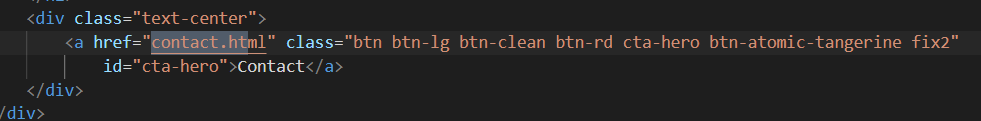 <div class="text-center">
<a href="contact.html" class="btn btn-lg btn-clean btn-rd cta-hero btn-atomic-tangerine fix2"
id="cta-hero">Contact</a>
</div>
/div>